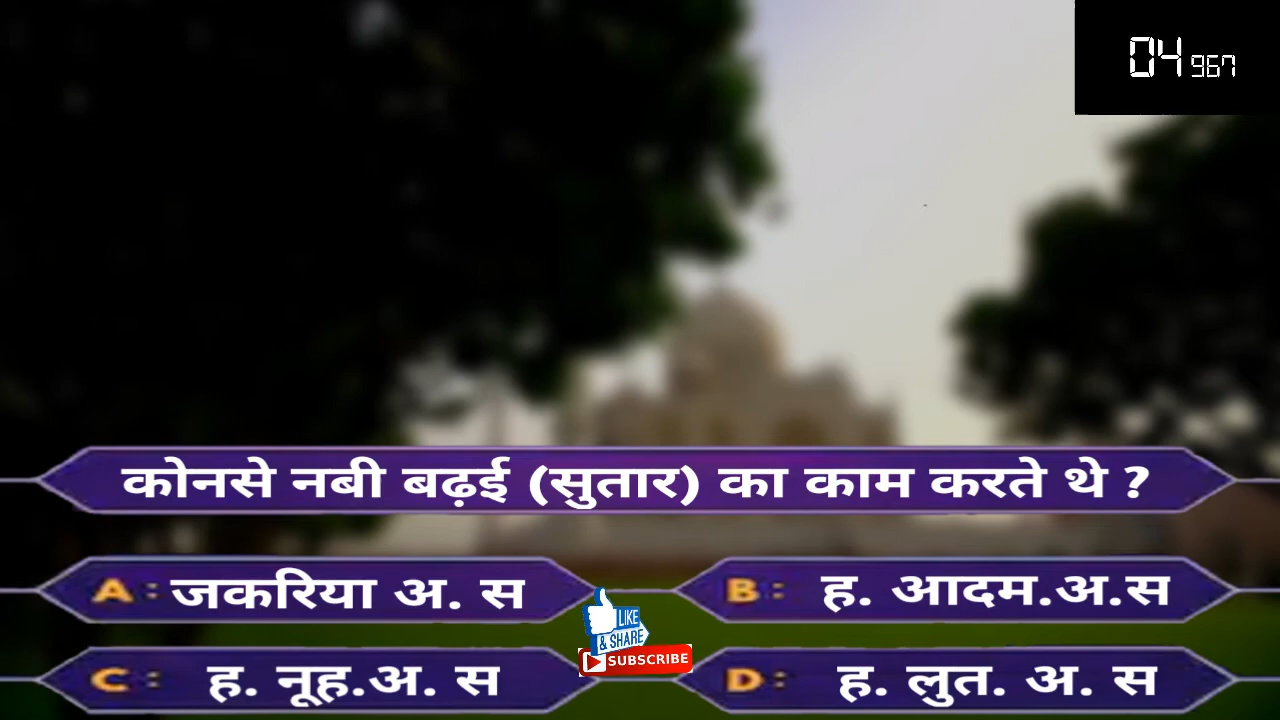 04 967
कोनसे नबी बढ़ई (सुतार) का काम करते थे ?
A : जकरिया अ. स
B : ह. आदम.अ.स
LIKE
& SHARE
SUBSCRIBE
C : ह. नूह.अ. स
D : ह. लुत. अ. स